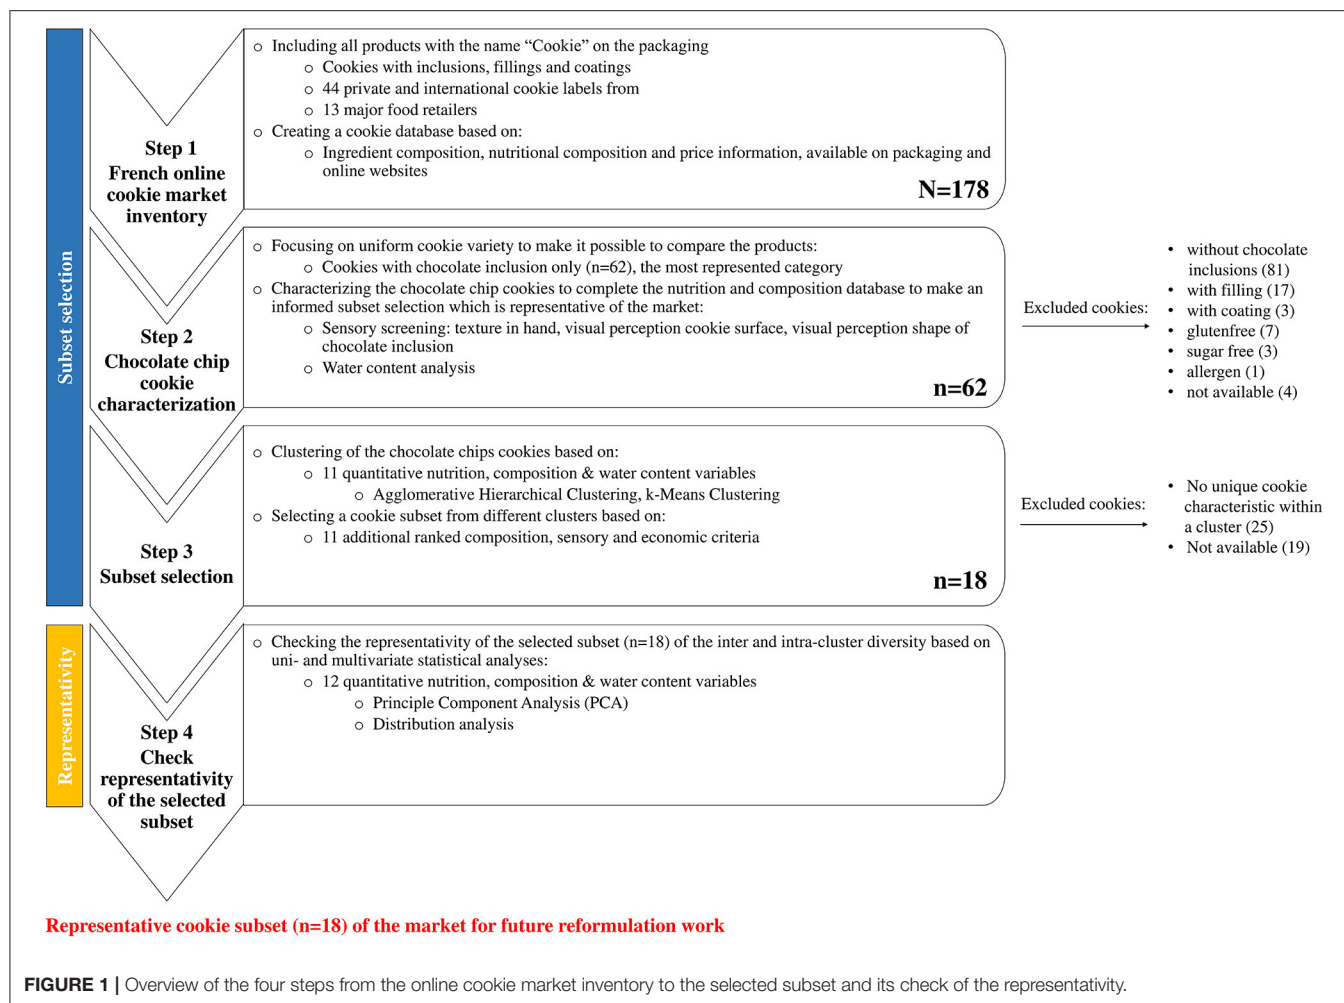 Subset selection
Step 1
French online
cookie market
inventory
○ Including all products with the name “Cookie” on the packaging
○ Cookies with inclusions, fillings and coatings
○ 44 private and international cookie labels from
○ 13 major food retailers
○ Creating a cookie database based on:
○ Ingredient composition, nutritional composition and price information, available on packaging and
online websites
N=178
Step 2
Chocolate chip
cookie
characterization
○ Focusing on uniform cookie variety to make it possible to compare the products:
○ Cookies with chocolate inclusion only (n=62), the most represented category
○ Characterizing the chocolate chip cookies to complete the nutrition and composition database to make an
informed subset selection which is representative of the market:
○ Sensory screening: texture in hand, visual perception cookie surface, visual perception shape of
chocolate inclusion
○ Water content analysis
n=62
Excluded cookies:
• without chocolate
inclusions (81)
• with filling (17)
• with coating (3)
• glutenfree (7)
• sugar free (3)
• allergen (1)
• not available (4)
Step 3
Subset selection
○ Clustering of the chocolate chips cookies based on:
○ 11 quantitative nutrition, composition & water content variables
○ Agglomerative Hierarchical Clustering, k-Means Clustering
○ Selecting a cookie subset from different clusters based on:
○ 11 additional ranked composition, sensory and economic criteria
n=18
Excluded cookies:
• No unique cookie
characteristic within
a cluster (25)
• Not available (19)
Representativity
Step 4
Check
representativity
of the selected
subset
○ Checking the representativity of the selected subset (n=18) of the inter and intra-cluster diversity based on
uni- and multivariate statistical analyses:
○ 12 quantitative nutrition, composition & water content variables
○ Principle Component Analysis (PCA)
○ Distribution analysis
Representative cookie subset (n=18) of the market for future reformulation work
FIGURE 1 | Overview of the four steps from the online cookie market inventory to the selected subset and its check of the representativity.